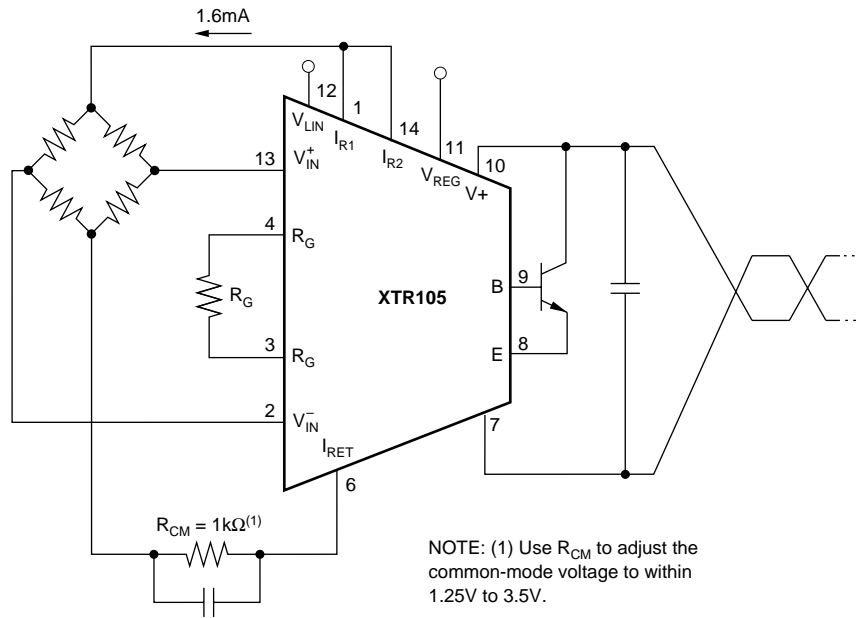 1.6mA
12
1
14
11
10
V_LIN
I_R1
I_R2
V_REG
V+
13
V_IN^+
4
R_G
R_G
XTR105
B
9
E
8
3
R_G
2
V_IN^−
7
I_RET
6
R_CM = 1kΩ^(1)
NOTE: (1) Use R_CM to adjust the
common-mode voltage to within
1.25V to 3.5V.